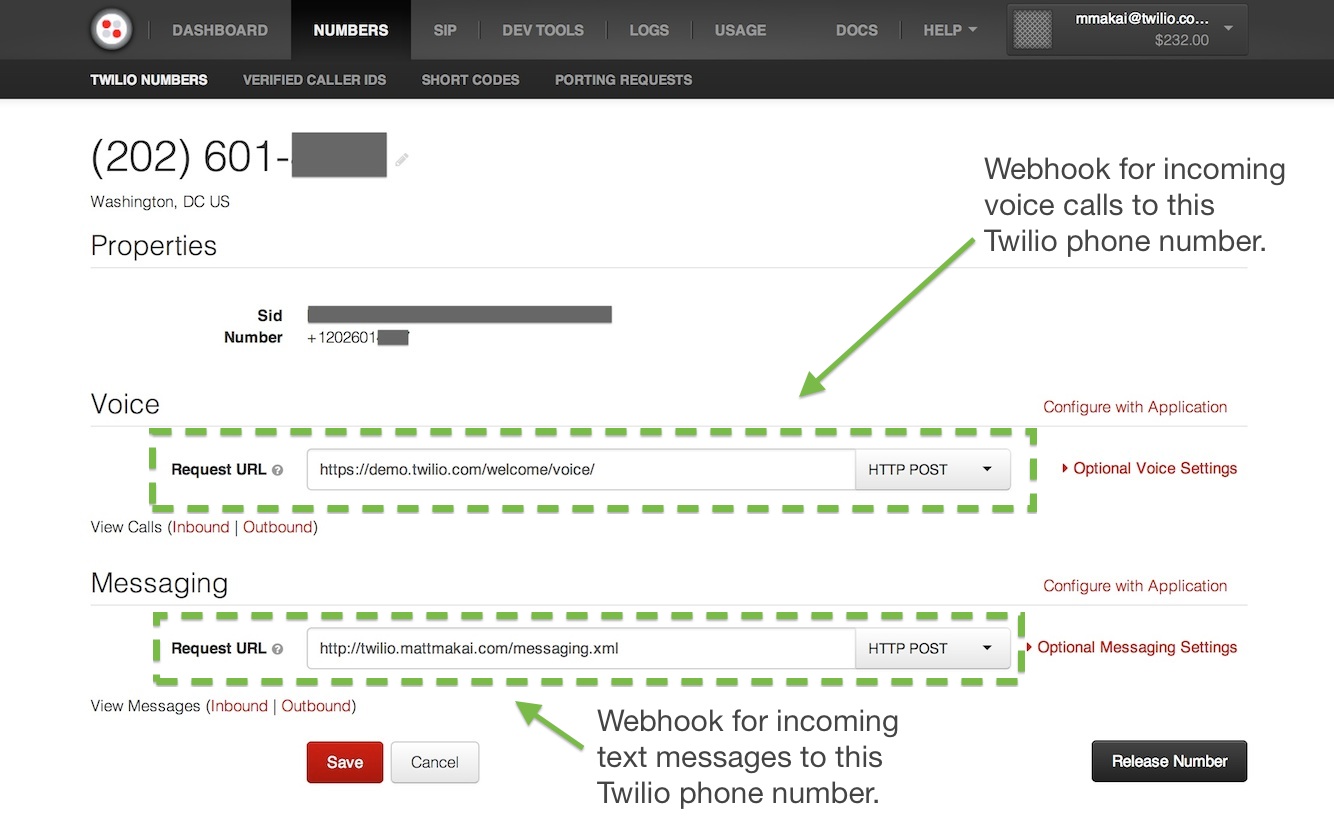 DASHBOARD NUMBERS SIP DEV TOOLS LOGS USAGE DOCS HELP mmakai@twilio.co...
$232.00
TWILIO NUMBERS VERIFIED CALLER IDS SHORT CODES PORTING REQUESTS
(202) 601-
Washington, DC US
Webhook for incoming
voice calls to this
Twilio phone number.
Properties
Sid
Number +1202601
Voice Configure with Application
Request URL ? https://demo.twilio.com/welcome/voice/ HTTP POST Optional Voice Settings
View Calls (Inbound | Outbound)
Messaging Configure with Application
Request URL ? http://twilio.mattmakai.com/messaging.xml HTTP POST Optional Messaging Settings
View Messages (Inbound | Outbound)
Webhook for incoming
text messages to this
Twilio phone number.
Save Cancel Release Number